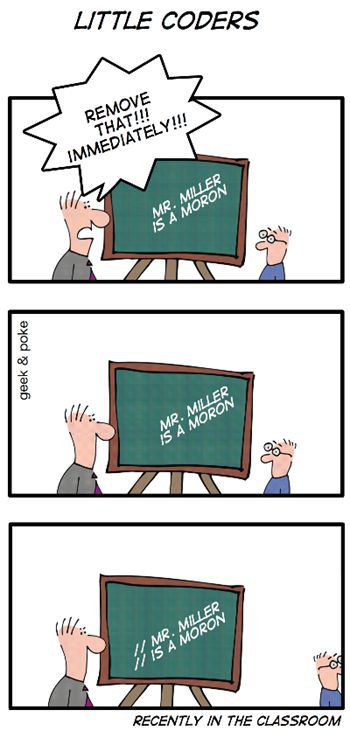 LITTLE CODERS
REMOVE
THAT!!!
IMMEDIATELY!!!
MR. MILLER
IS A MORON
geek & poke
MR. MILLER
IS A MORON
// MR. MILLER
// IS A MORON
RECENTLY IN THE CLASSROOM